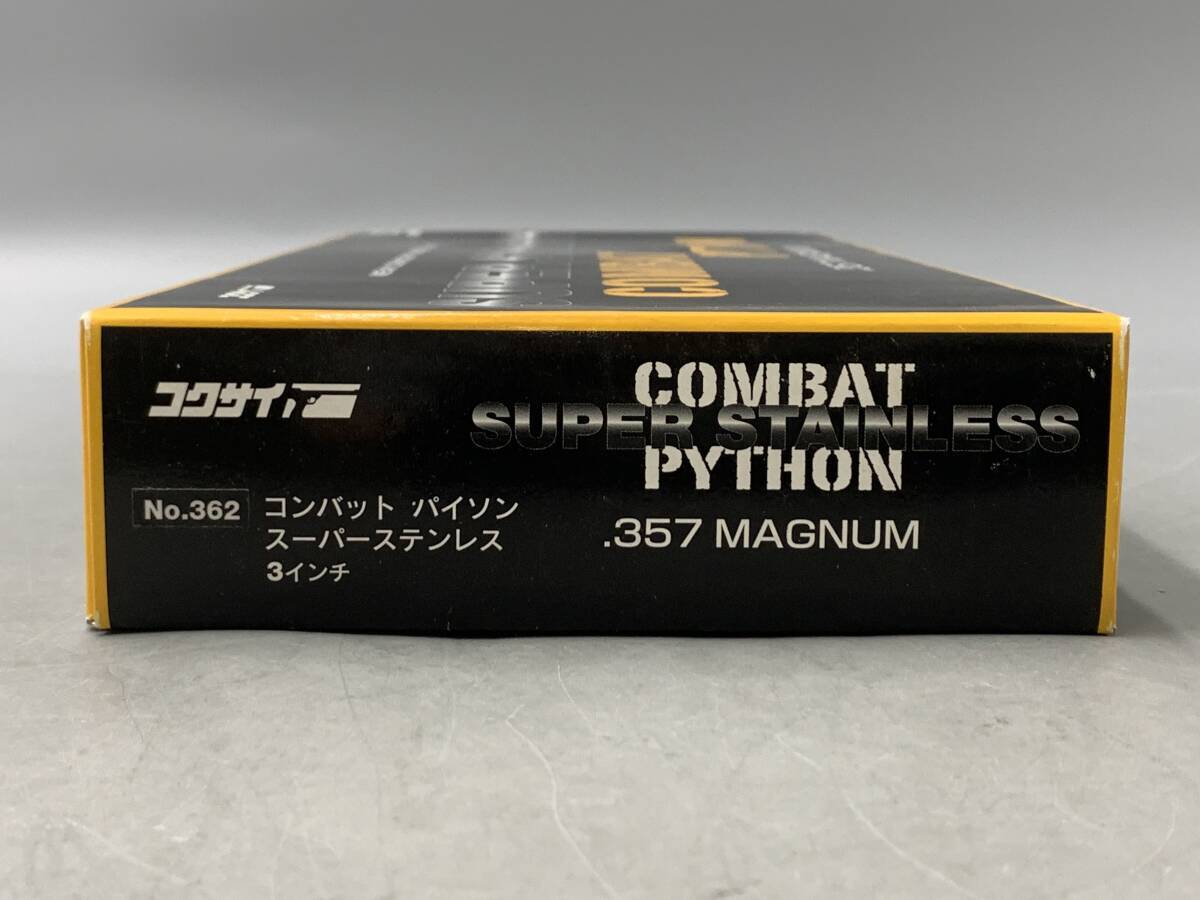 コクサイ
No.362
コンバット パイソン
スーパーステンレス
3インチ
COMBAT
SUPER STAINLESS
PYTHON
.357 MAGNUM